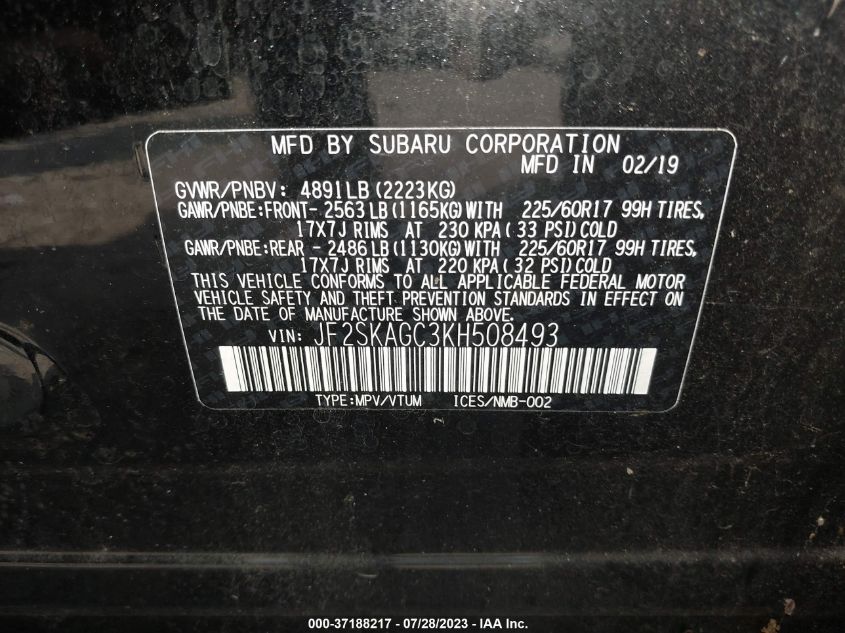 MFD BY SUBARU CORPORATION
MFD IN 02/19
GVWR/PNBV: 4891LB(2223KG)
GAWR/PNBE:FRONT- 2563LB(1165KG)WITH 225/60R17 99H TIRES,
17X7J RIMS AT 230 KPA( 33 PSI)COLD
GAWR/PNBE:REAR - 2486LB(1130KG)WITH 225/60R17 99H TIRES,
17X7J RIMS AT 220 KPA( 32 PSI)COLD
THIS VEHICLE CONFORMS TO ALL APPLICABLE FEDERAL MOTOR
VEHICLE SAFETY AND THEFT PREVENTION STANDARDS IN EFFECT ON
THE DATE OF MANUFACTURE SHOWN ABOVE.
VIN: JF2SKAGC3KH508493
TYPE:MPV/VTUM ICES/NMB-002
000-37188217 - 07/28/2023 - IAA Inc.